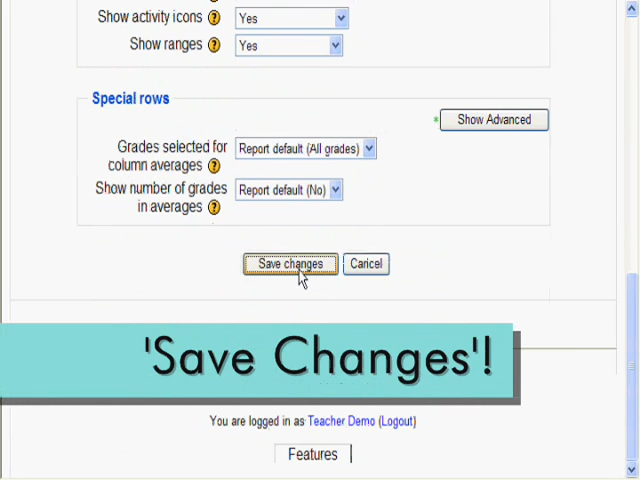 Show activity icons Yes
Show ranges Yes
Special rows
* Show Advanced
Grades selected for column averages Report default (All grades)
Show number of grades in averages Report default (No)
Save changes Cancel
'Save Changes'!
You are logged in as Teacher Demo (Logout)
Features